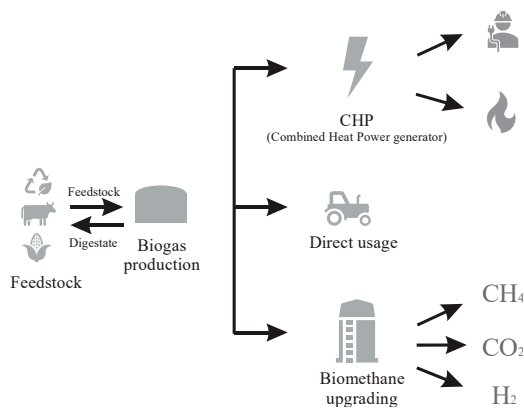 CHP
(Combined Heat Power generator)
Feedstock
Digestate
Biogas
production
Feedstock
Direct usage
Biomethane
upgrading
CH4
CO2
H2